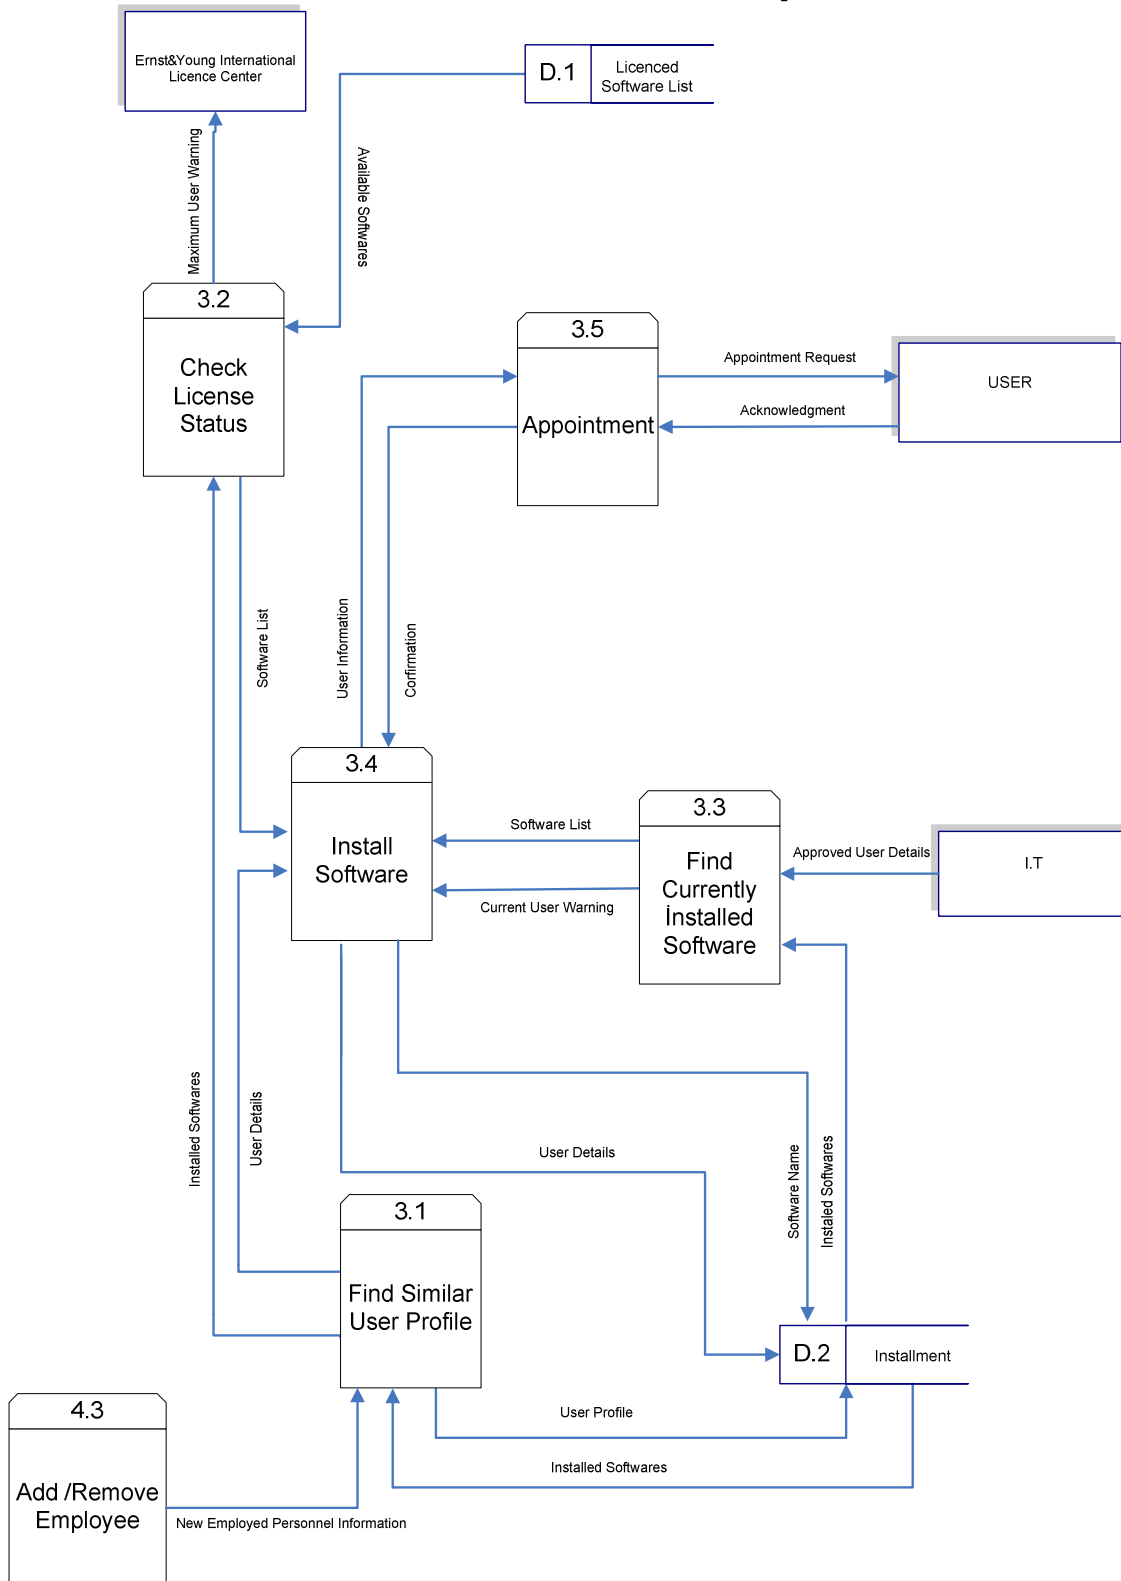 Ernst&Young International
Licence Center
D.1
Licenced
Software List
Maximum User Warning
Available Softwares
3.2
Check
License
Status
3.5
Appointment
Appointment Request
Acknowledgment
USER
Software List
User Information
Corfirmation
3.4
Install
Software
Software List
Current User Warning
3.3
Find
Currently
İnstalled
Software
Approved User Details
I.T
Installed Softwares
User Details
User Details
Software Name
Instaled Softwares
3.1
Find Similar
User Profile
D.2
Installment
User Profile
Installed Softwares
4.3
Add /Remove
Employee
New Employed Personnel Information